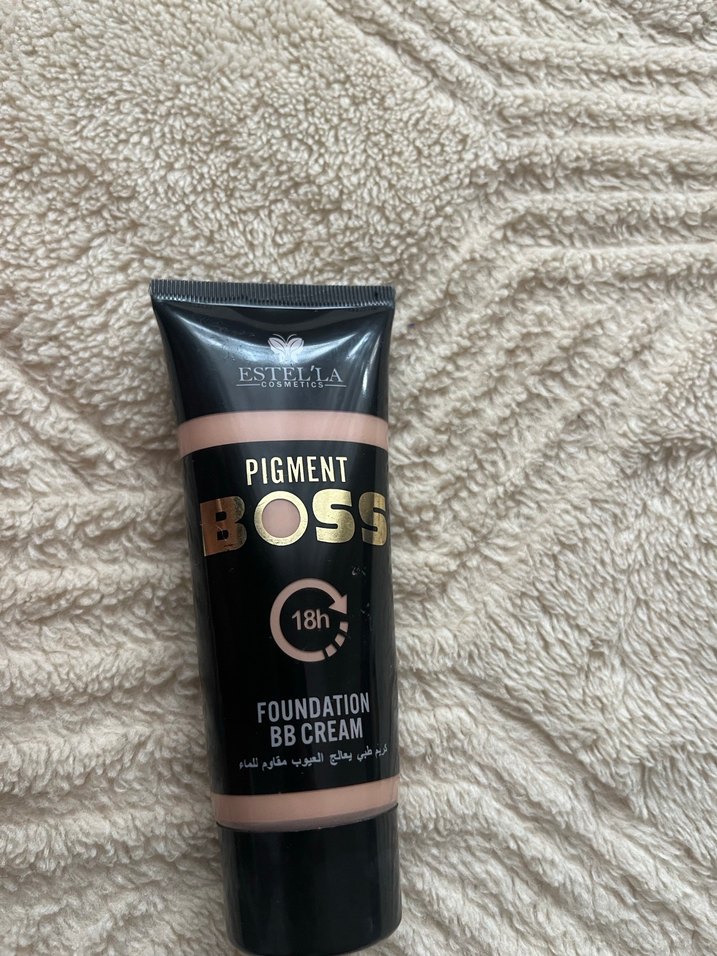 ESTEL'LA
COSMETICS
PIGMENT
BOSS
18h
FOUNDATION
BB CREAM
كريم طبي يعالج العيوب مقاوم للماء